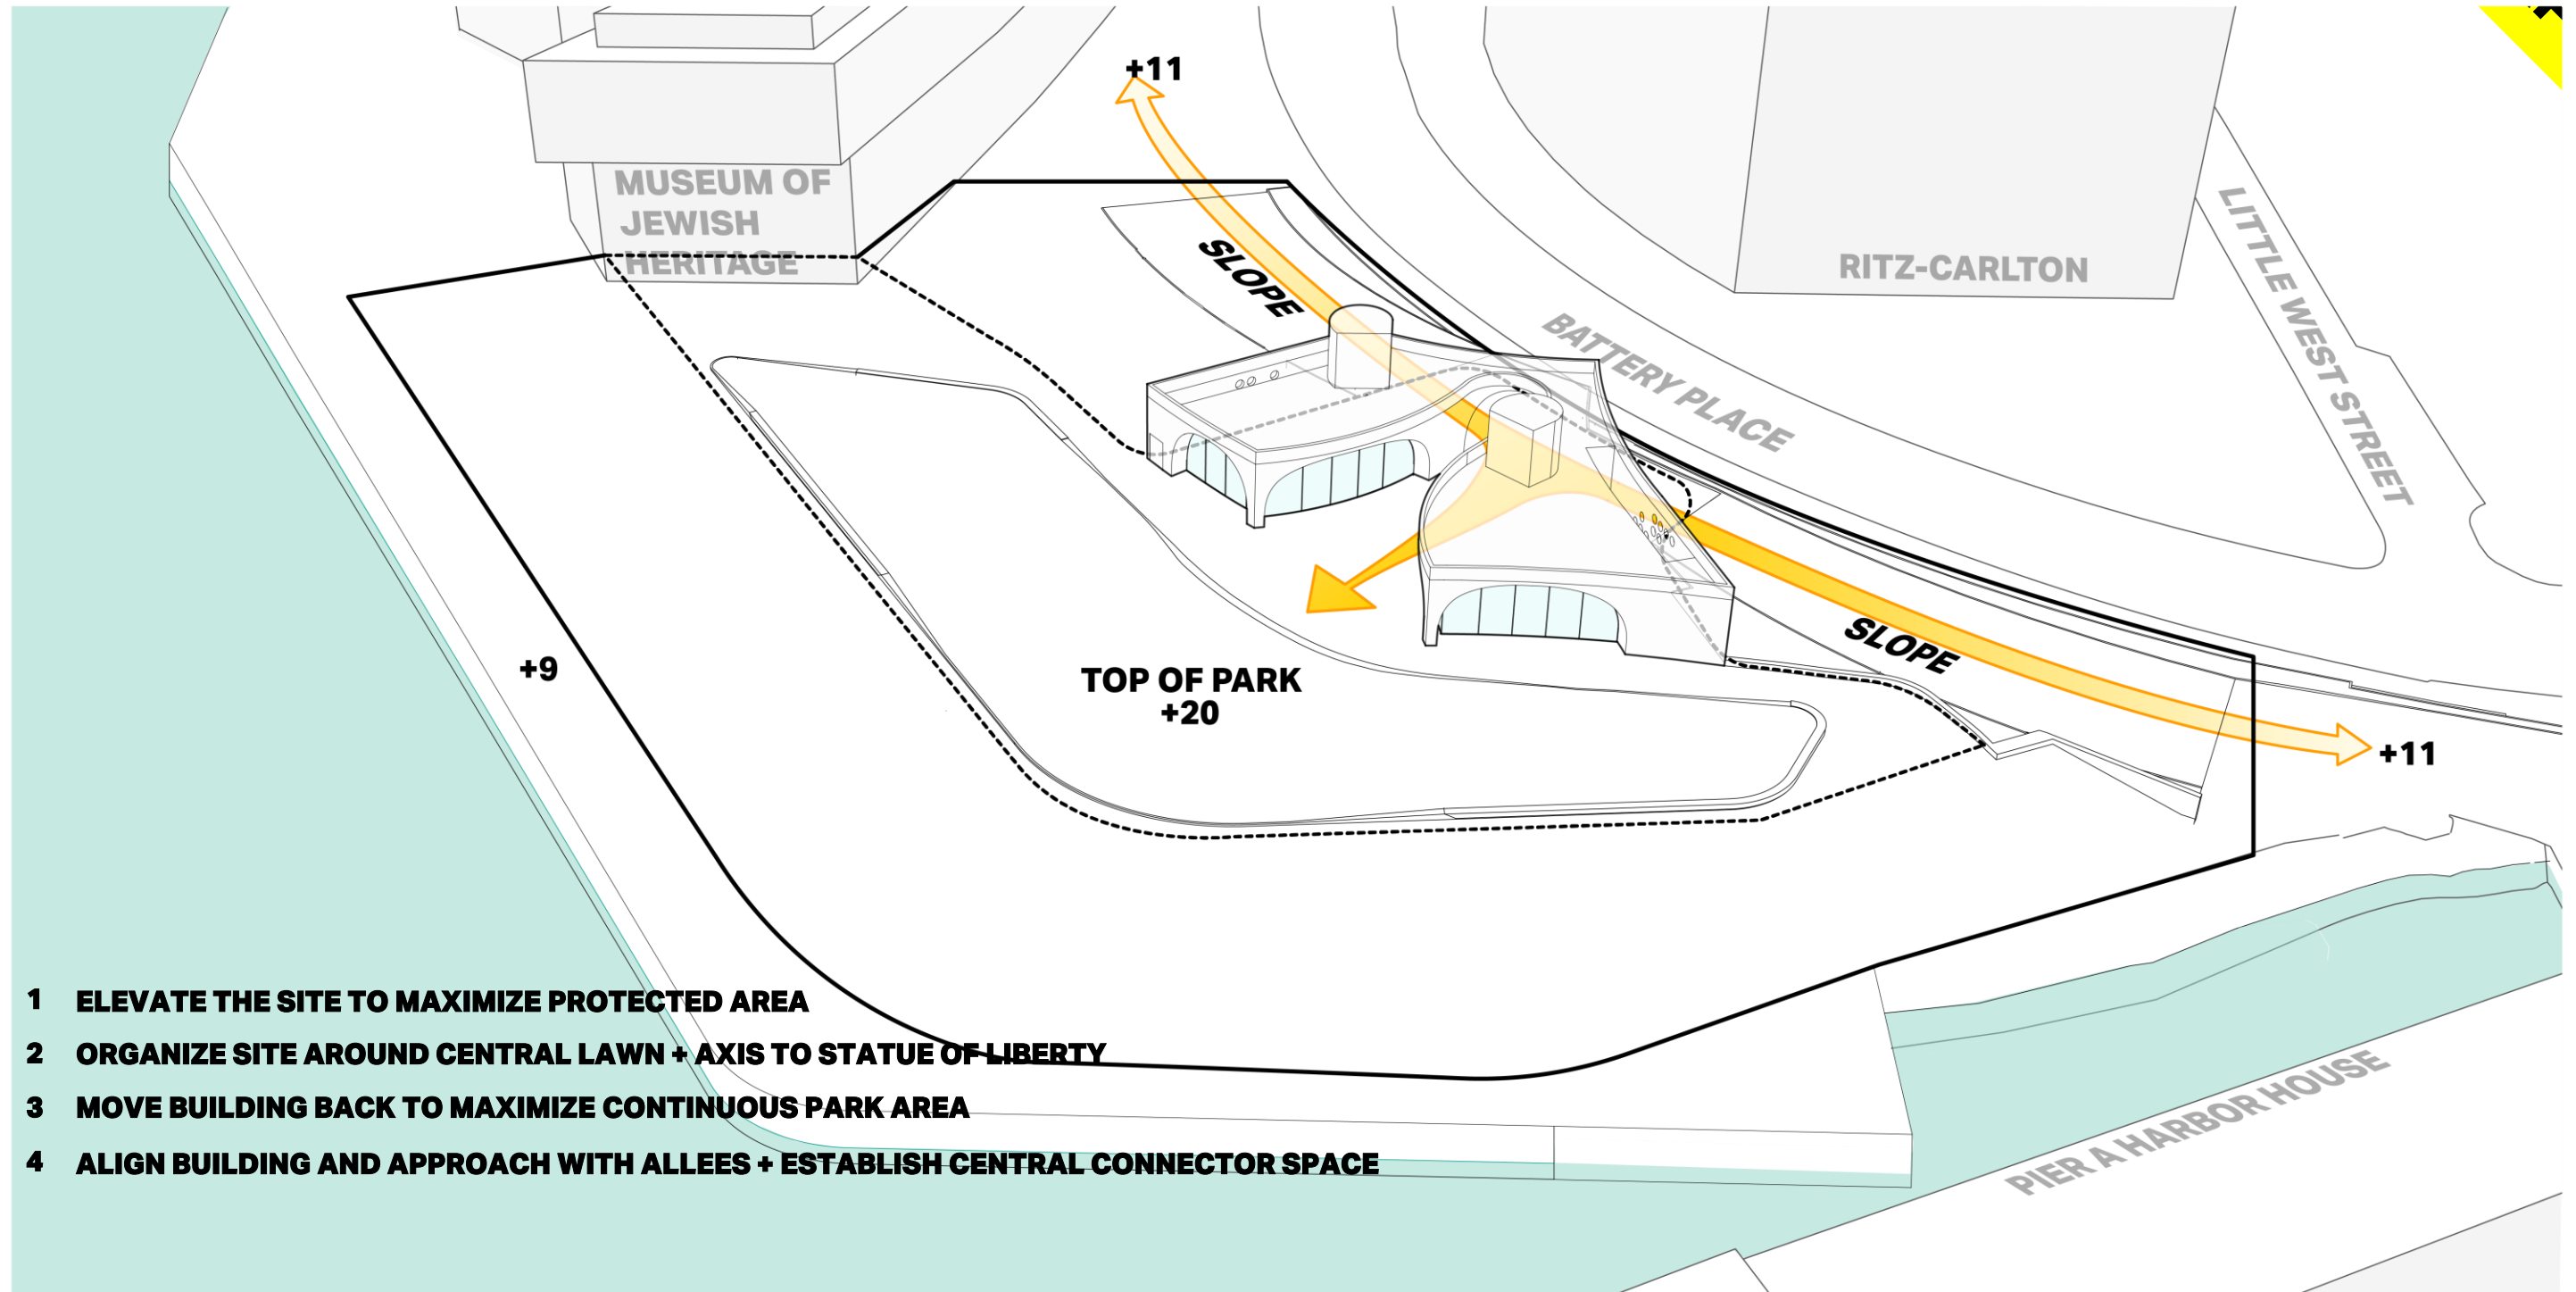 +11
MUSEUM OF
JEWISH
HERITAGE
SLOPE
RITZ-CARLTON
LITTLE WEST STREET
BATTERY PLACE
+9
TOP OF PARK
+20
SLOPE
+11
1 ELEVATE THE SITE TO MAXIMIZE PROTECTED AREA
2 ORGANIZE SITE AROUND CENTRAL LAWN + AXIS TO STATUE OF LIBERTY
3 MOVE BUILDING BACK TO MAXIMIZE CONTINUOUS PARK AREA
4 ALIGN BUILDING AND APPROACH WITH ALLEES + ESTABLISH CENTRAL CONNECTOR SPACE
PIER A HARBOR HOUSE